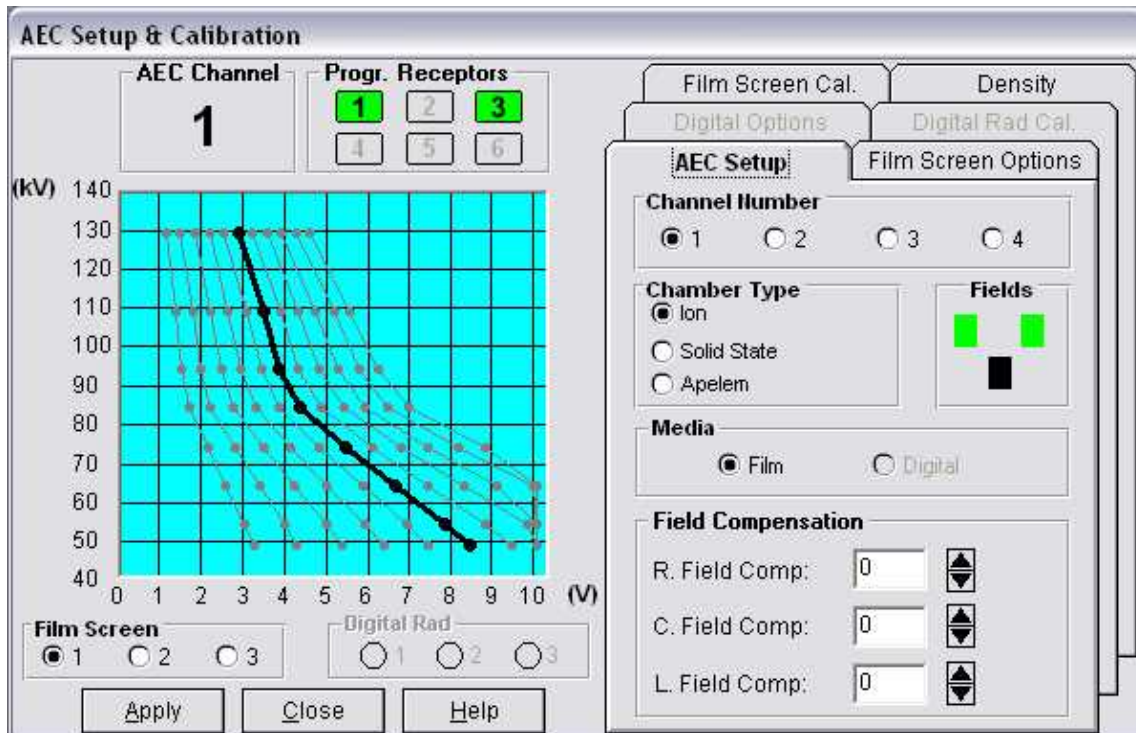 AEC Setup & Calibration
AEC Channel
1
Progr. Receptors
1 2 3
4 5 6
(kV)
140
130
120
110
100
90
80
70
60
50
40
0 1 2 3 4 5 6 7 8 9 10 (V)
Film Screen
1 2 3
Digital Rad
1 2 3
Apply Close Help
Film Screen Cal. Density
Digital Options Digital Rad Cal.
AEC Setup Film Screen Options
Channel Number
1 2 3 4
Chamber Type
Ion
Solid State
Apelem
Fields
Media
Film Digital
Field Compensation
R. Field Comp: 0
C. Field Comp: 0
L. Field Comp: 0